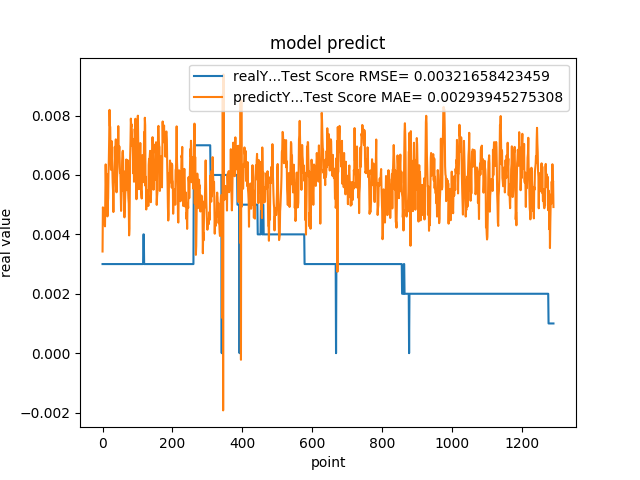 model predict
realY...Test Score RMSE= 0.00321658423459
predictY...Test Score MAE= 0.00293945275308
0.008
0.006
0.004
0.002
0.000
−0.002
real value
0 200 400 600 800 1000 1200
point